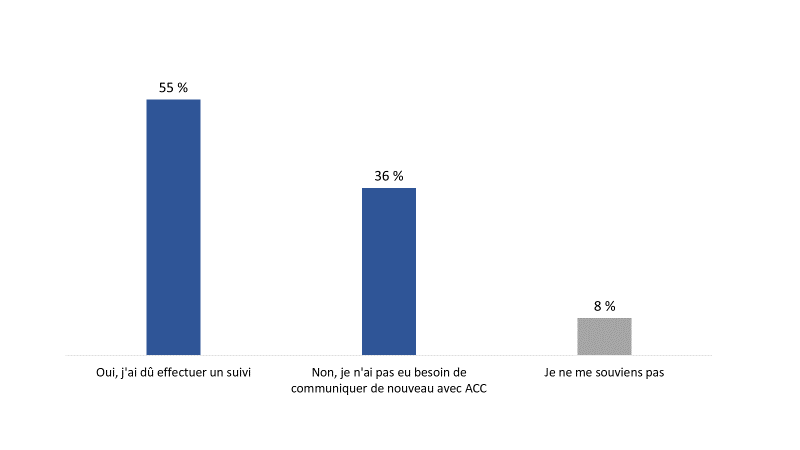 55 %
36 %
8 %
Oui, j'ai dû effectuer un suivi
Non, je n'ai pas eu besoin de
communiquer de nouveau avec ACC
Je ne me souviens pas